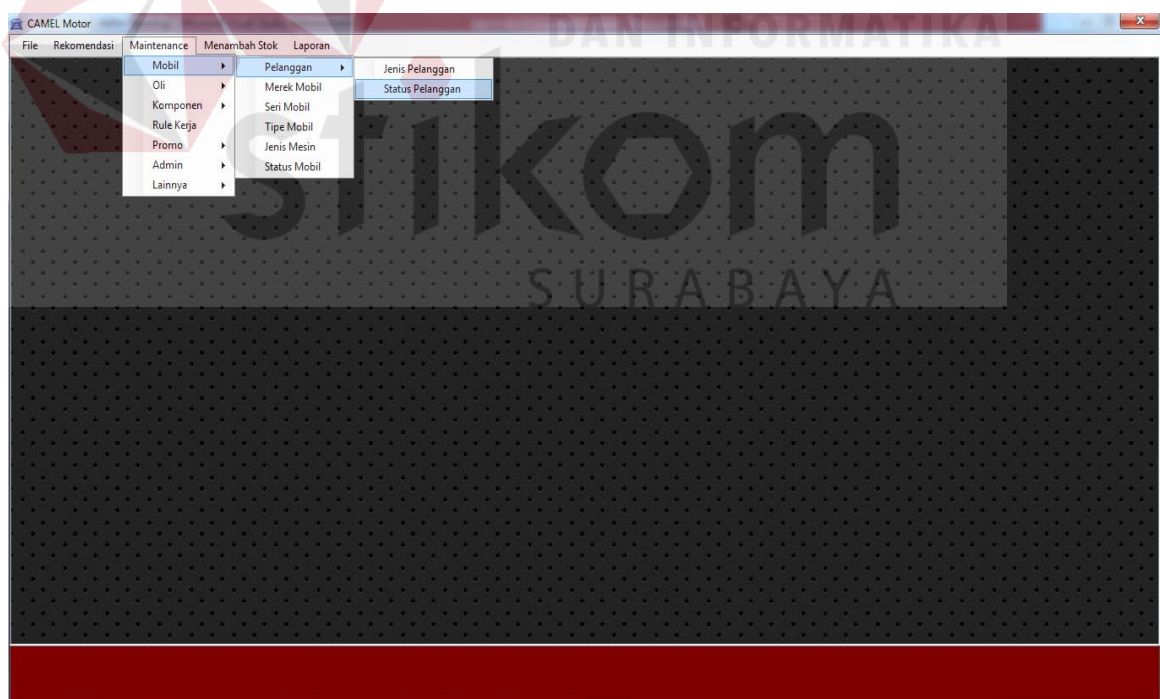 CAMEL Motor
DAN INFORMATIKA
File Rekomendasi Maintenance Menambah Stok Laporan
Mobil
Oli
Komponen
Rule Kerja
Promo
Admin
Lainnya
Pelanggan
Merek Mobil
Seri Mobil
Tipe Mobil
Jenis Mesin
Status Mobil
Jenis Pelanggan
Status Pelanggan
stikom
SURABAYA